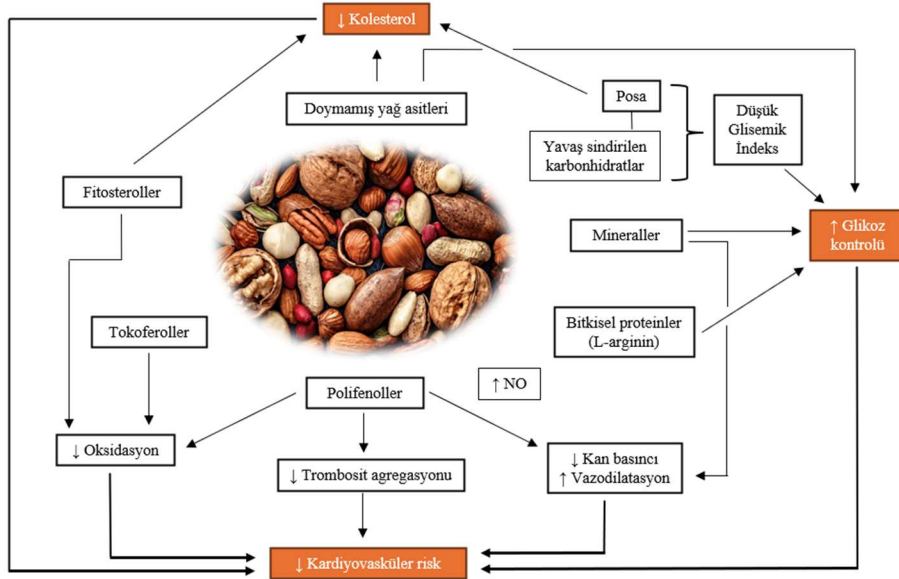 ↓ Kolesterol
Doymamış yağ asitleri
Posa
Yavaş sindirilen
karbonhidratlar
Düşük
Glisemik
İndeks
Fitosteroller
Mineraller
↑ Glikoz
kontrolü
Tokoferoller
Bitkisel proteinler
(L-arginin)
Polifenoller
↑ NO
↓ Oksidasyon
↓ Trombosit agregasyonu
↓ Kan basıncı
↑ Vazodilatasyon
↓ Kardiyovasküler risk